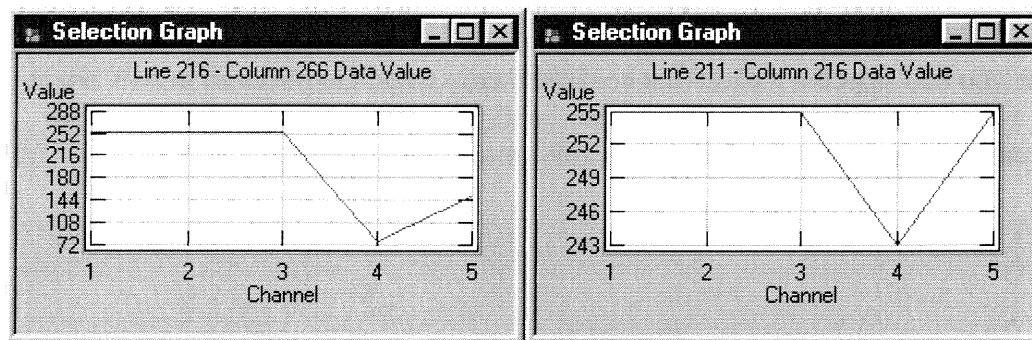 Selection Graph
Line 216 - Column 266 Data Value
Value
288
252
216
180
144
108
72
1 2 3 4 5
Channel
Selection Graph
Line 211 - Column 216 Data Value
Value
255
252
249
246
243
1 2 3 4 5
Channel